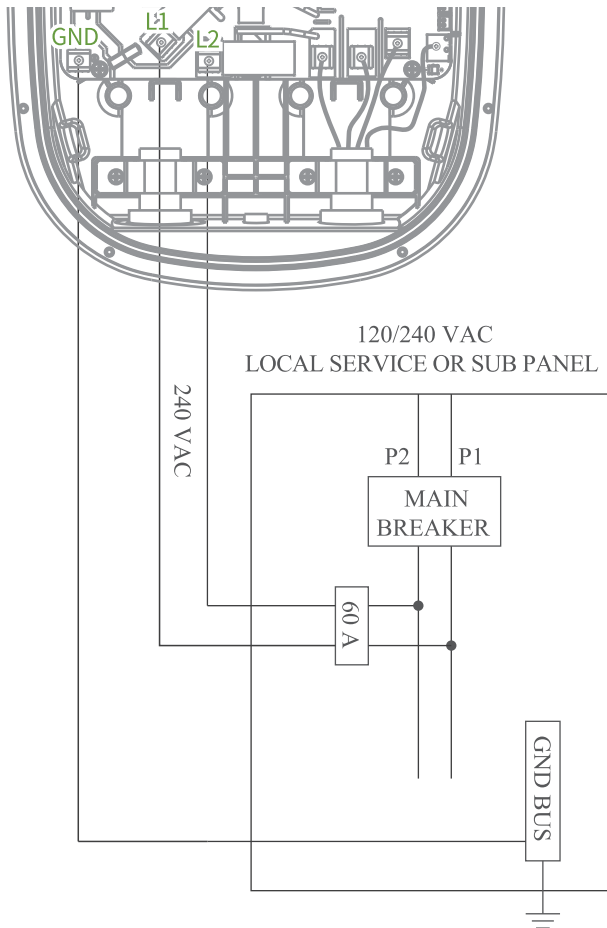 GND
L1
L2
120/240 VAC
LOCAL SERVICE OR SUB PANEL
240 VAC
P2
P1
MAIN
BREAKER
60 A
GND BUS